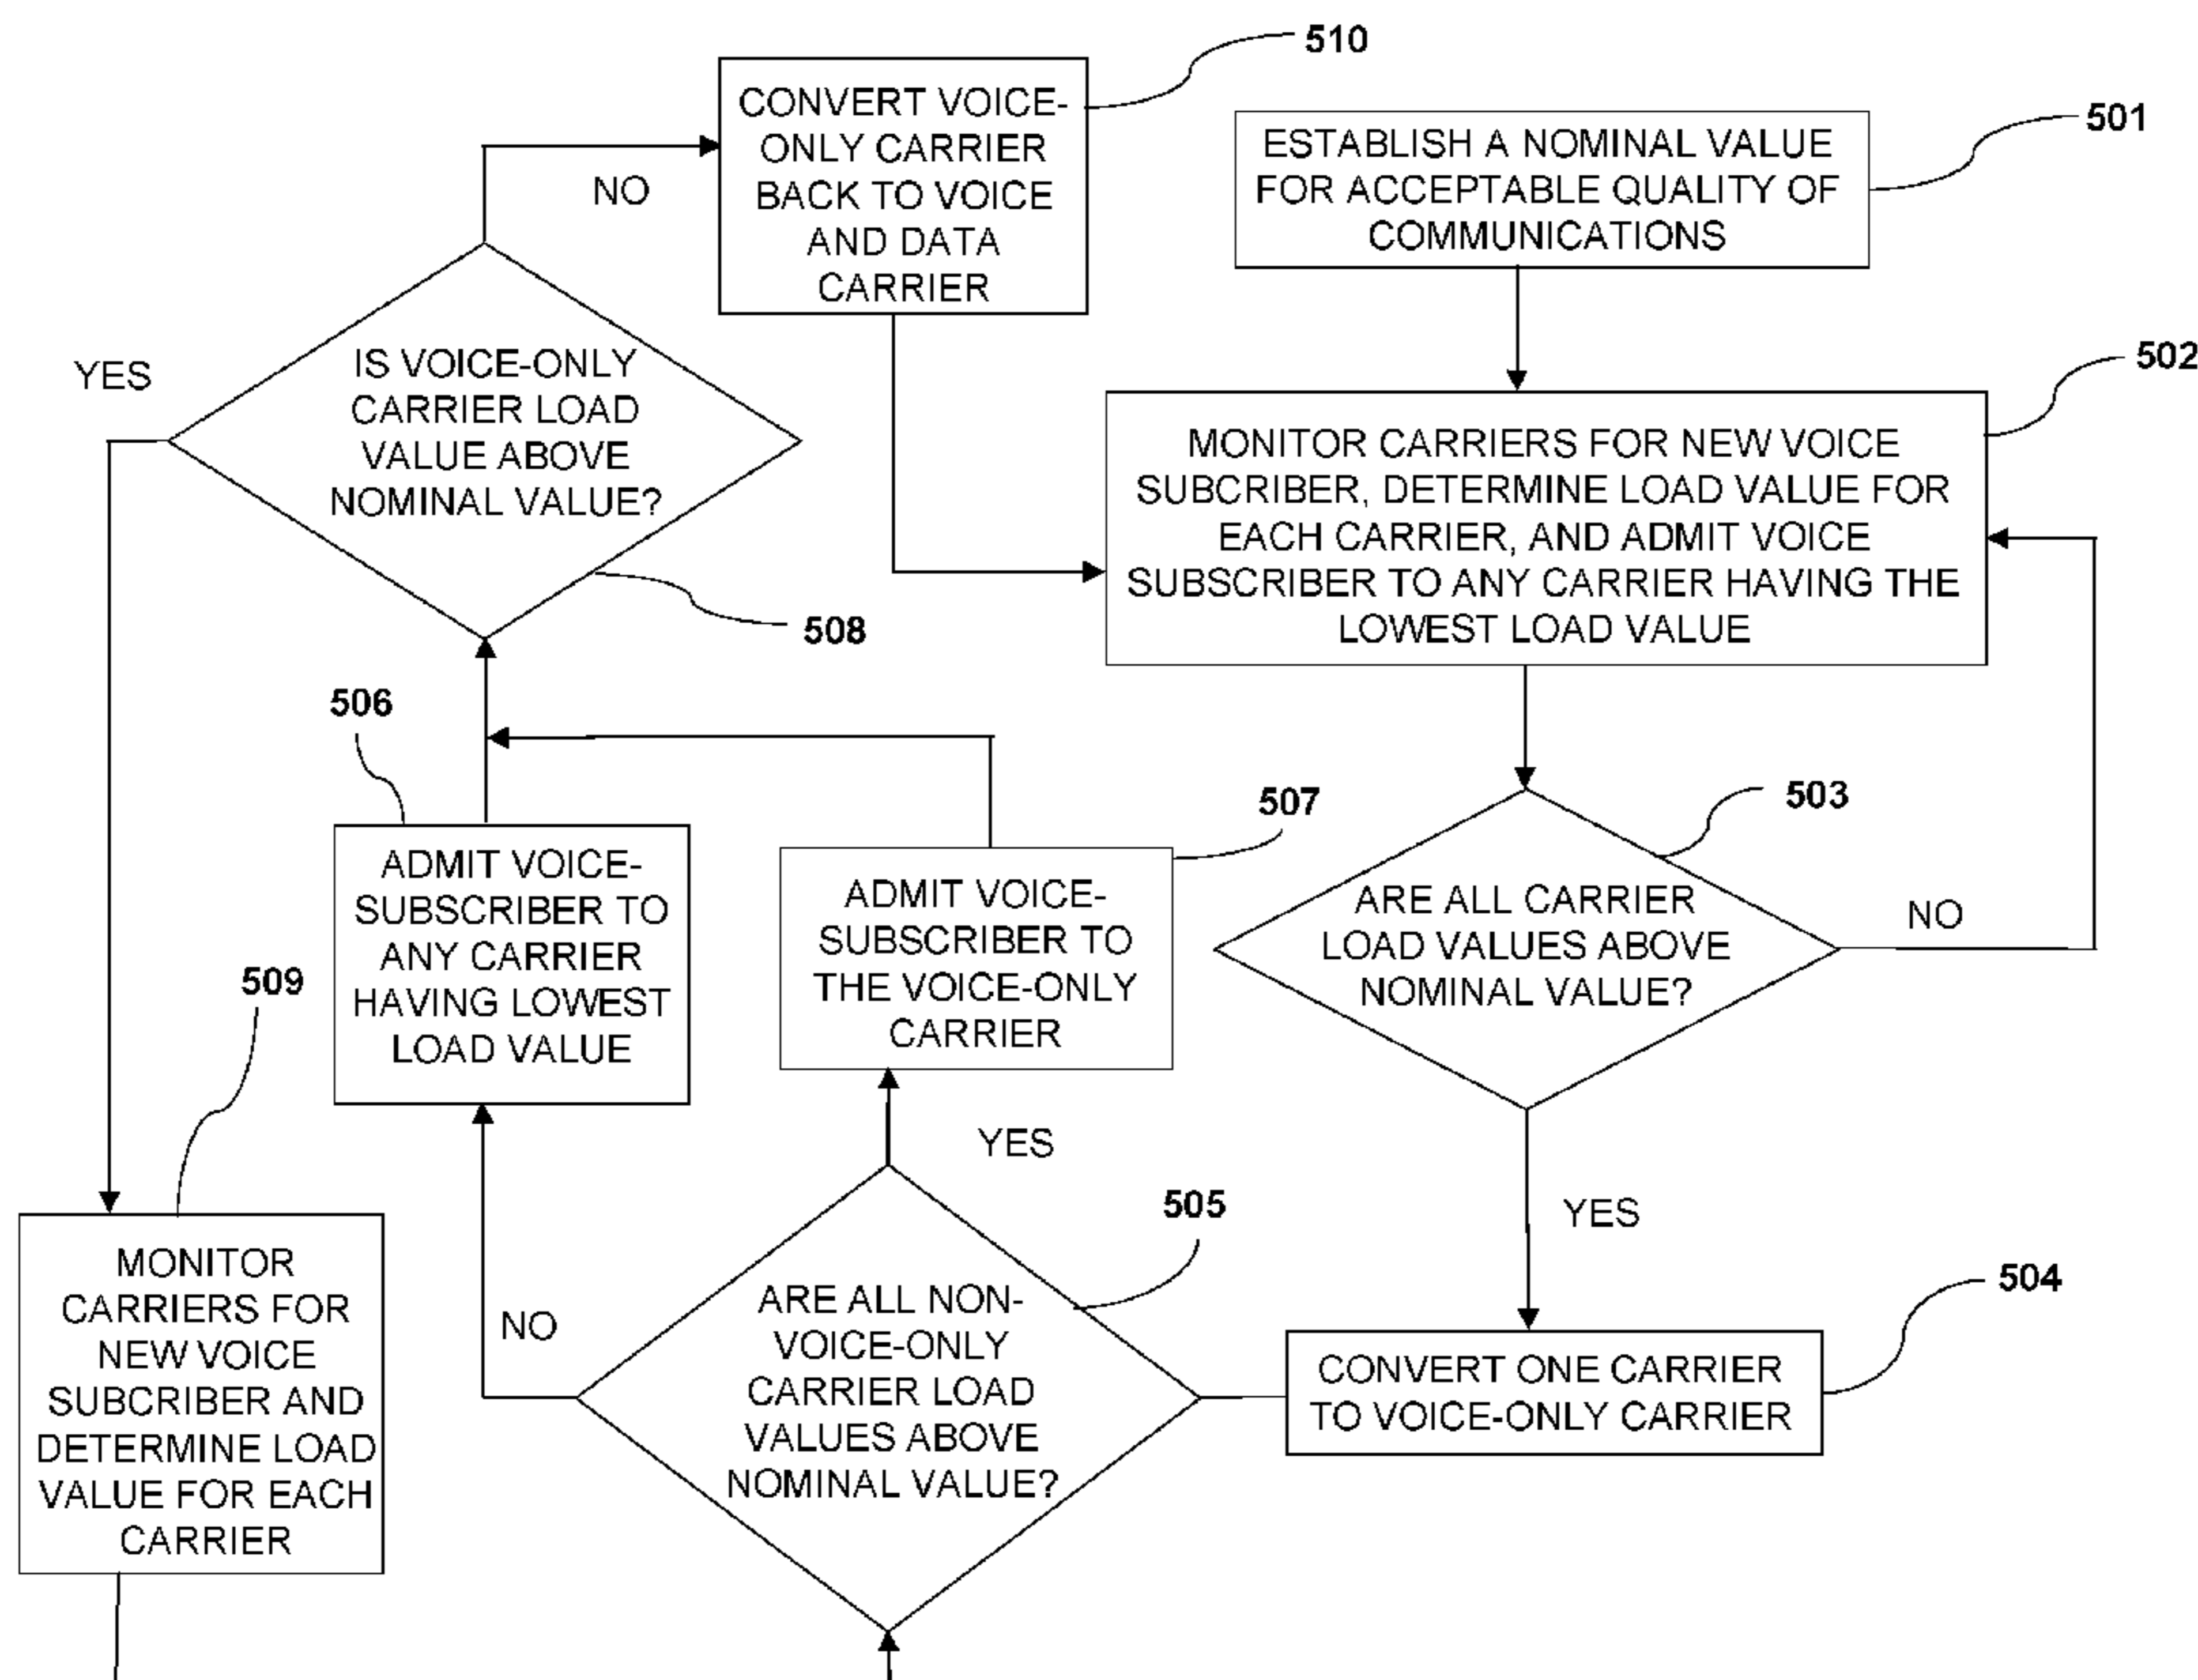 510
CONVERT VOICE-
ONLY CARRIER
BACK TO VOICE
AND DATA
CARRIER
501
ESTABLISH A NOMINAL VALUE
FOR ACCEPTABLE QUALITY OF
COMMUNICATIONS
NO
YES
IS VOICE-ONLY
CARRIER LOAD
VALUE ABOVE
NOMINAL VALUE?
508
502
MONITOR CARRIERS FOR NEW VOICE
SUBCRIBER, DETERMINE LOAD VALUE FOR
EACH CARRIER, AND ADMIT VOICE
SUBSCRIBER TO ANY CARRIER HAVING THE
LOWEST LOAD VALUE
506
ADMIT VOICE-
SUBSCRIBER TO
ANY CARRIER
HAVING LOWEST
LOAD VALUE
507
ADMIT VOICE-
SUBSCRIBER TO
THE VOICE-ONLY
CARRIER
503
ARE ALL CARRIER
LOAD VALUES ABOVE
NOMINAL VALUE?
NO
YES
509
MONITOR
CARRIERS FOR
NEW VOICE
SUBCRIBER AND
DETERMINE LOAD
VALUE FOR EACH
CARRIER
NO
YES
505
ARE ALL NON-
VOICE-ONLY
CARRIER LOAD
VALUES ABOVE
NOMINAL VALUE?
504
CONVERT ONE CARRIER
TO VOICE-ONLY CARRIER